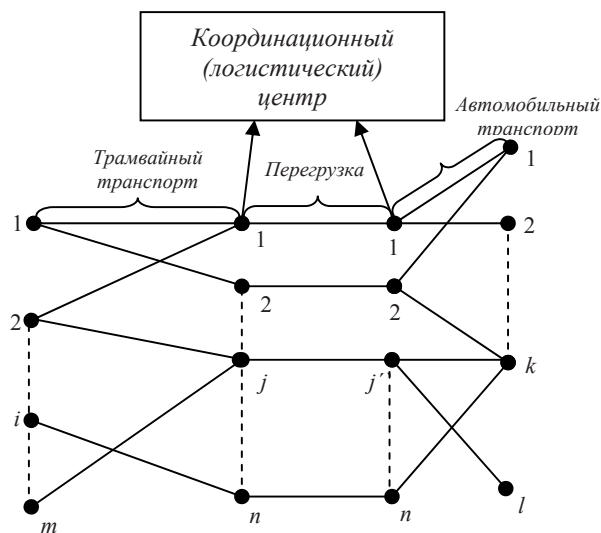 Координационный
(логистический)
центр
Автомобильный
транспорт
Трамвайный
транспорт
Перегрузка
1
1
1
1
2
2
2
2
i
j
j´
k
m
n
n
l